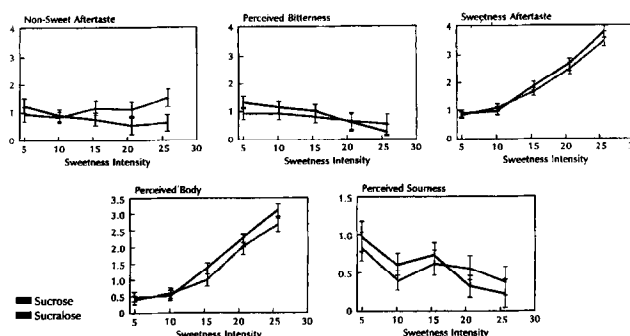 Non-Sweet Aftertaste
4
3
2
1
0
5 10 15 20 25 30
Sweetness Intensity
Perceived Bitterness
4
3
2
1
0
5 10 15 20 25 30
Sweetness Intensity
Sweetness Aftertaste
4
3
2
1
0
5 10 15 20 25 30
Sweetness Intensity
Perceived Body
3.5
3.0
2.5
2.0
1.5
1.0
0.5
0.0
5 10 15 20 25 30
Sweetness Intensity
Perceived Sourness
1.5
1.0
0.5
0
5 10 15 20 25 30
Sweetness Intensity
Sucrose
Sucralose